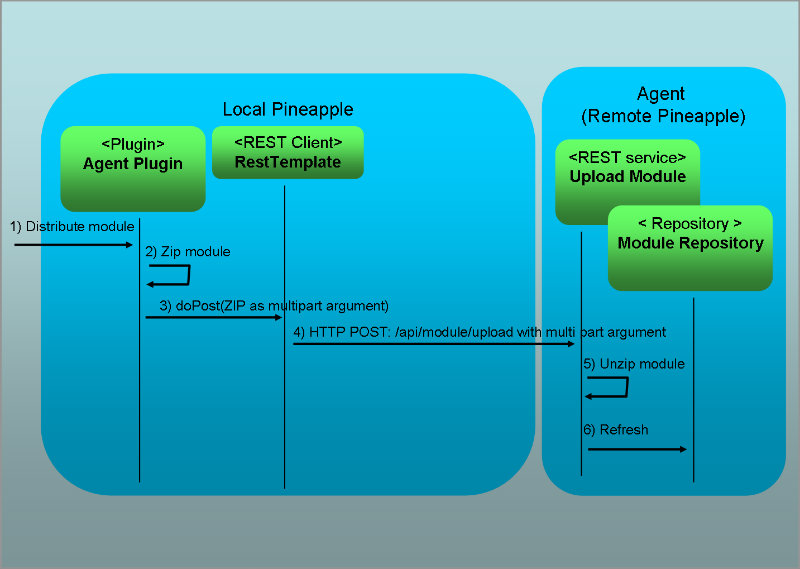 Local Pineapple
Agent
(Remote Pineapple)
<Plugin>
Agent Plugin
<REST Client>
RestTemplate
<REST service>
Upload Module
< Repository >
Module Repository
1) Distribute module
2) Zip module
3) doPost(ZIP as multipart argument)
4) HTTP POST: /api/module/upload with multi part argument
5) Unzip module
6) Refresh